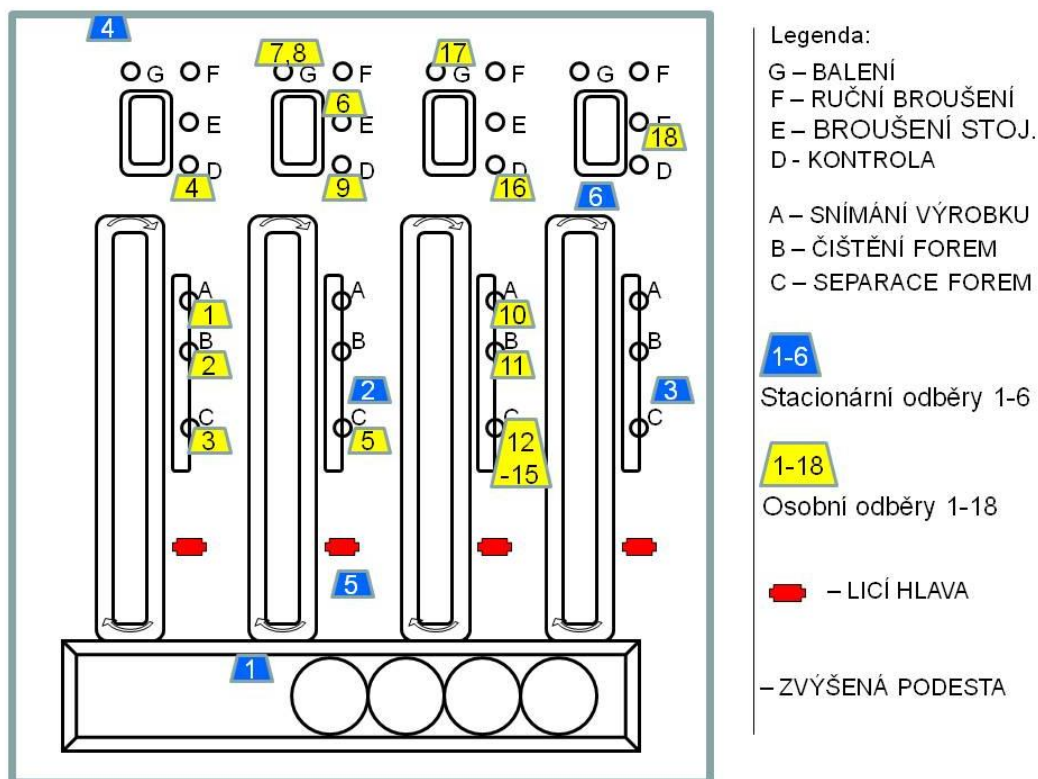 4
7,8 17
G F G F G F G F
6
E E E 18
D D D D
4 9 16 6
A A A A
1 10
B B B B
2 11
2 3
C C C
3 5 12
-15
5
1
Legenda:
G – BALENÍ
F – RUČNÍ BROUŠENÍ
E – BROUŠENÍ STOJ.
D - KONTROLA
A – SNÍMÁNÍ VÝROBKU
B – ČIŠTĚNÍ FOREM
C – SEPARACE FOREM
1-6
Stacionární odběry 1-6
1-18
Osobní odběry 1-18
– LICÍ HLAVA
– ZVÝŠENÁ PODESTA